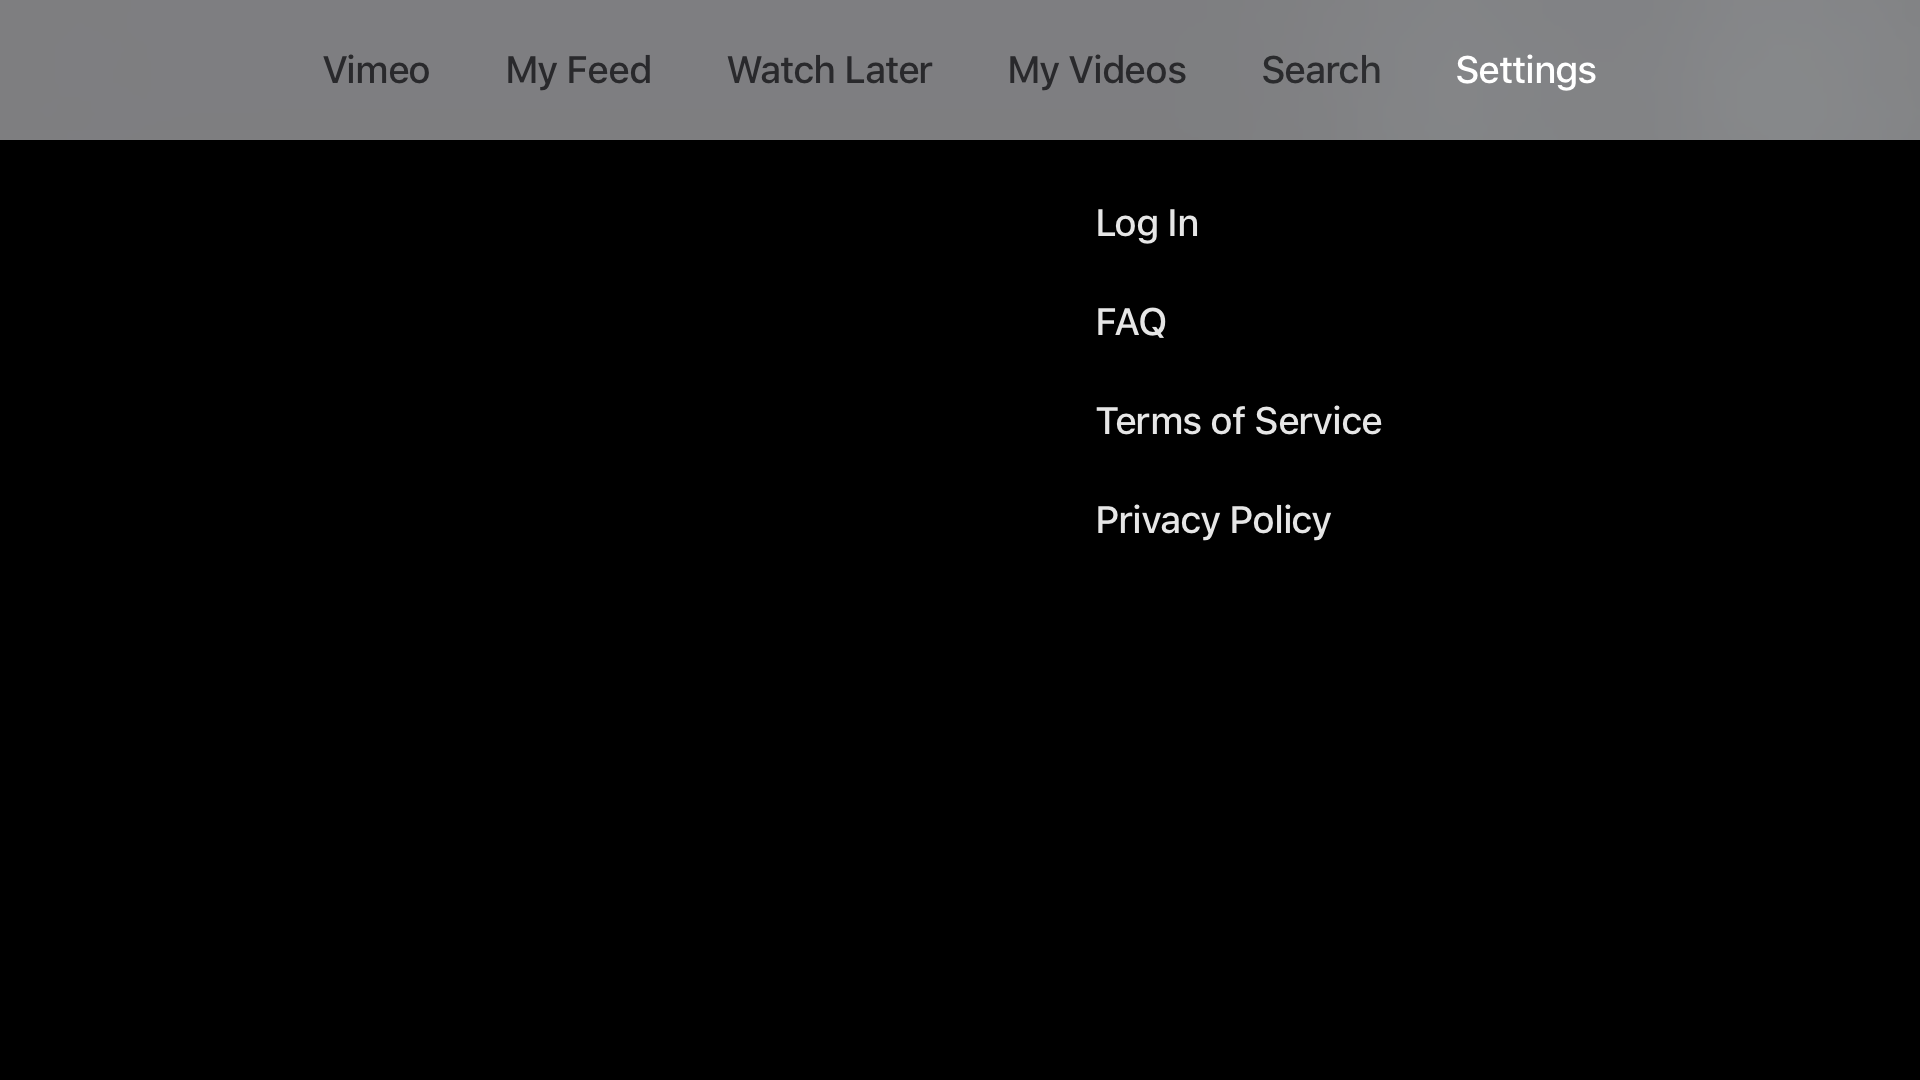 Vimeo My Feed Watch Later My Videos Search Settings
Log In
FAQ
Terms of Service
Privacy Policy